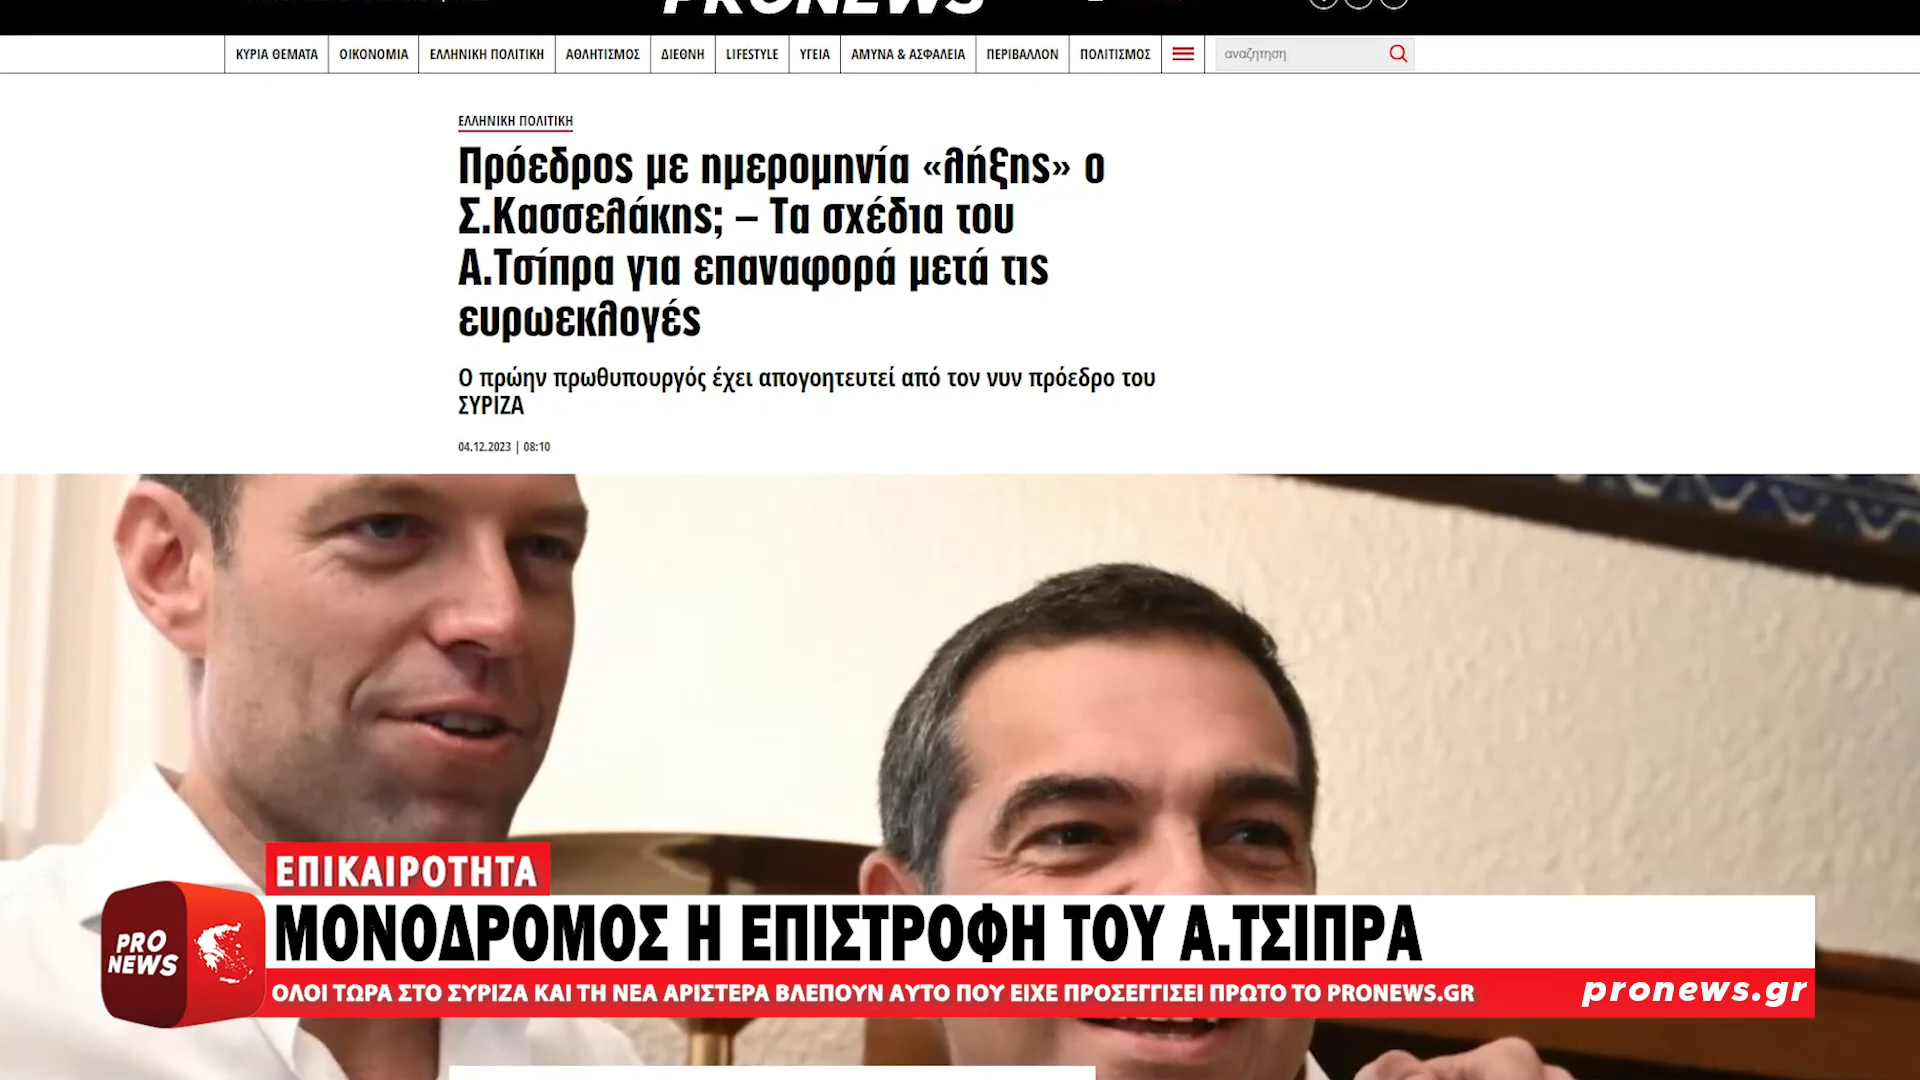 PRONEWS
ΚΥΡΙΑ ΘΕΜΑΤΑ ΟΙΚΟΝΟΜΙΑ ΕΛΛΗΝΙΚΗ ΠΟΛΙΤΙΚΗ ΑΘΛΗΤΙΣΜΟΣ ΔΙΕΘΝΗ LIFESTYLE ΥΓΕΙΑ ΑΜΥΝΑ & ΑΣΦΑΛΕΙΑ ΠΕΡΙΒΑΛΛΟΝ ΠΟΛΙΤΙΣΜΟΣ αναζητηση
ΕΛΛΗΝΙΚΗ ΠΟΛΙΤΙΚΗ
Πρόεδρος με ημερομηνία «λήξης» ο
Σ.Κασσελάκης; – Τα σχέδια του
Α.Τσίπρα για επαναφορά μετά τις
ευρωεκλογές
Ο πρώην πρωθυπουργός έχει απογοητευτεί από τον νυν πρόεδρο του
ΣΥΡΙΖΑ
04.12.2023 | 08:10
ΕΠΙΚΑΙΡΟΤΗΤΑ
ΜΟΝΟΔΡΟΜΟΣ Η ΕΠΙΣΤΡΟΦΗ ΤΟΥ Α.ΤΣΙΠΡΑ
PRO
NEWS
ΟΛΟΙ ΤΩΡΑ ΣΤΟ ΣΥΡΙΖΑ ΚΑΙ ΤΗ ΝΕΑ ΑΡΙΣΤΕΡΑ ΒΛΕΠΟΥΝ ΑΥΤΟ ΠΟΥ ΕΙΧΕ ΠΡΟΣΕΓΓΙΣΕΙ ΠΡΩΤΟ ΤΟ PRONEWS.GR
pronews.gr